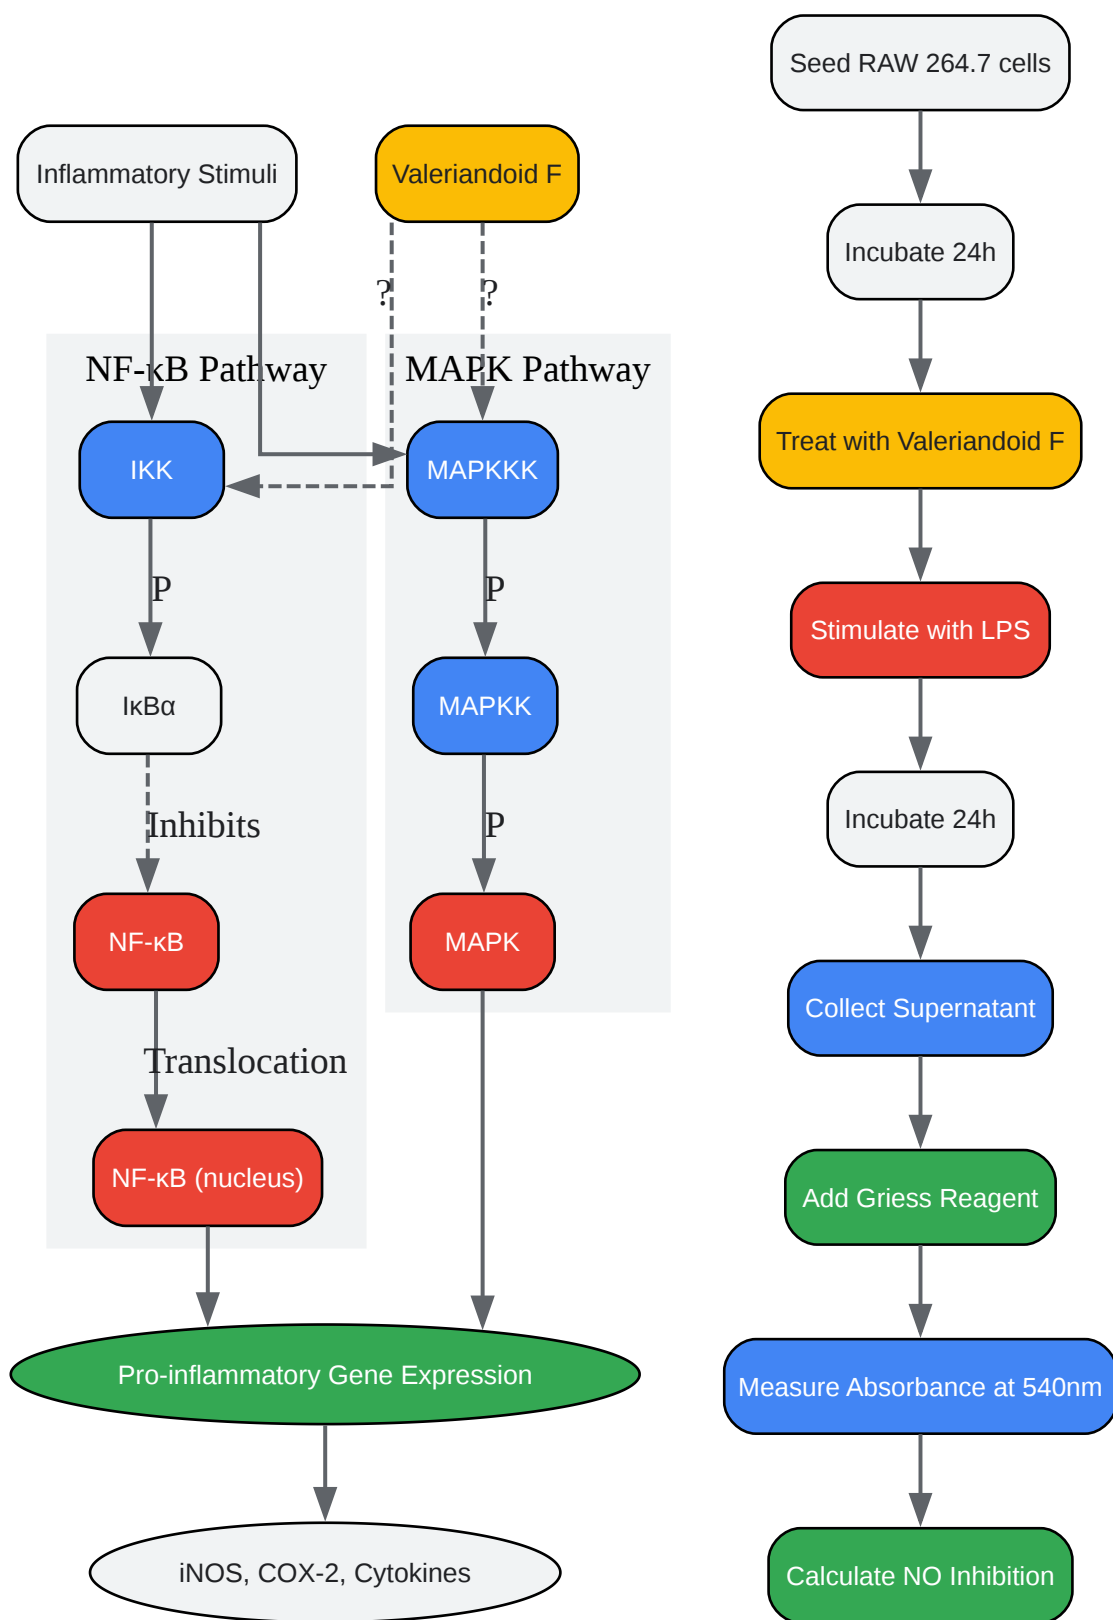 Inflammatory Stimuli
Valeriandoid F
?
?
NF-κB Pathway
MAPK Pathway
IKK
MAPKKK
P
P
IκBα
MAPKK
Inhibits
P
NF-κB
MAPK
Translocation
NF-κB (nucleus)
Pro-inflammatory Gene Expression
iNOS, COX-2, Cytokines
Seed RAW 264.7 cells
Incubate 24h
Treat with Valeriandoid F
Stimulate with LPS
Incubate 24h
Collect Supernatant
Add Griess Reagent
Measure Absorbance at 540nm
Calculate NO Inhibition